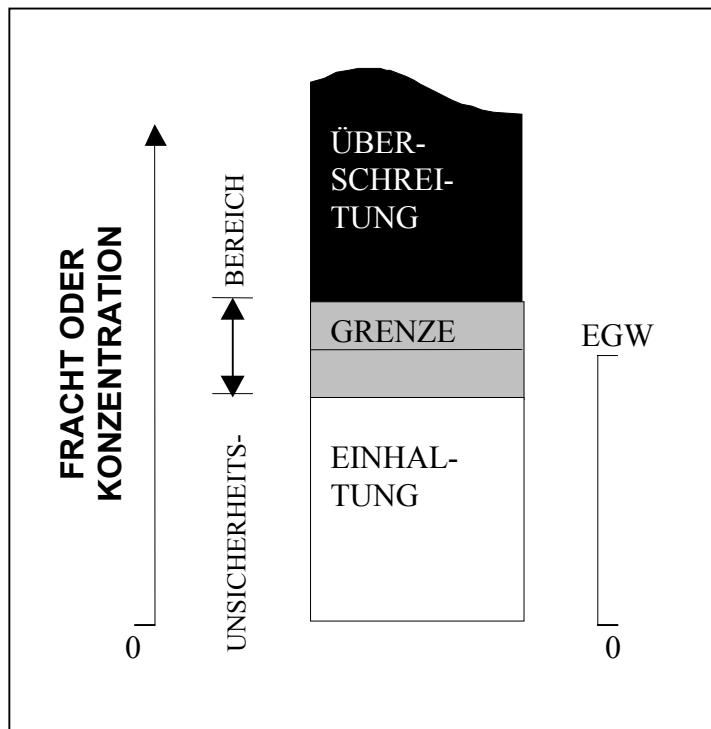 FRACHT ODER
KONZENTRATION
0
UNSICHERHEITS-
BEREICH
ÜBER-
SCHREI-
TUNG
GRENZE
EINHAL-
TUNG
EGW
0